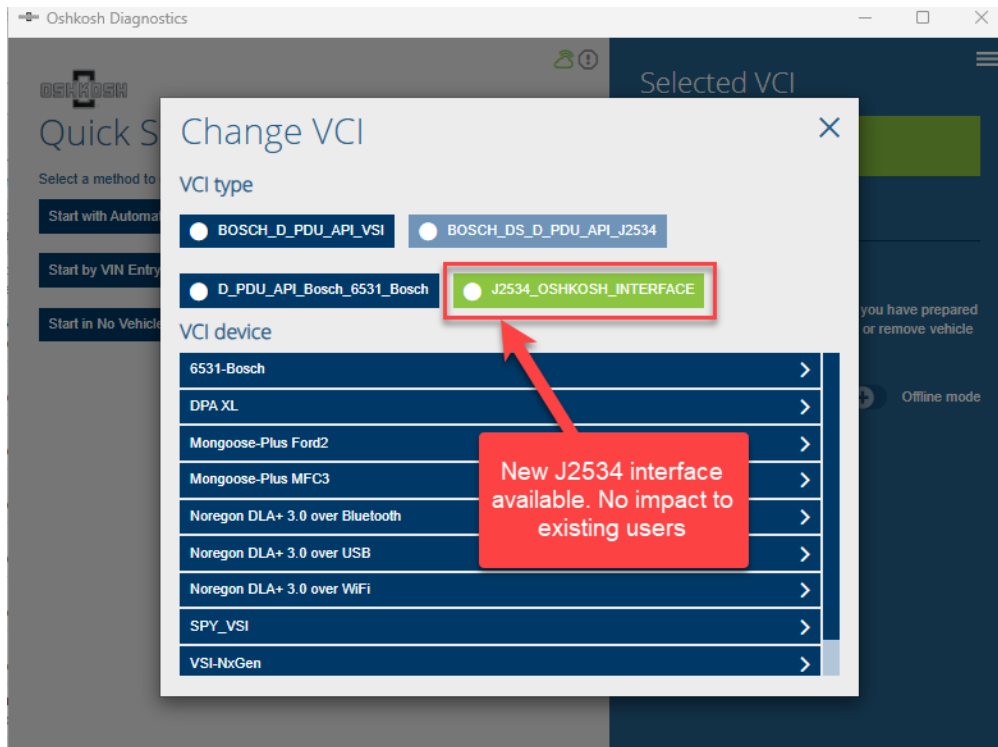 Oshkosh Diagnostics
OSHKOSH
Selected VCI
Quick S
Change VCI
Select a method to
VCI type
Start with Automa
BOSCH_D_PDU_API_VSI
BOSCH_DS_D_PDU_API_J2534
Start by VIN Entry
D_PDU_API_Bosch_6531_Bosch
J2534_OSHKOSH_INTERFACE
you have prepared
Start in No Vehicle
or remove vehicle
VCI device
6531-Bosch
DPA XL
Offline mode
Mongoose-Plus Ford2
Mongoose-Plus MFC3
Noregon DLA+ 3.0 over Bluetooth
Noregon DLA+ 3.0 over USB
Noregon DLA+ 3.0 over WiFi
SPY_VSI
VSI-NxGen
New J2534 interface
available. No impact to
existing users